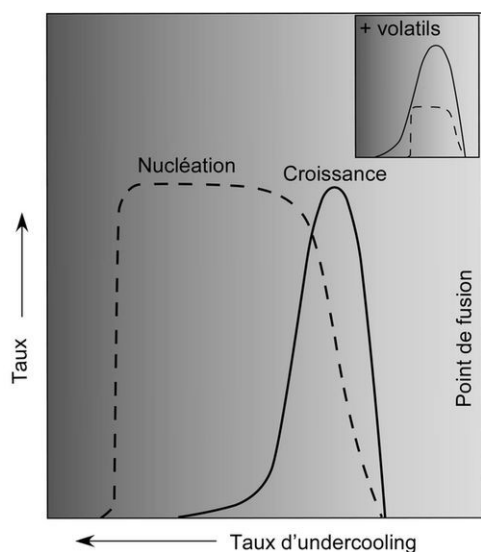 + volatils
Nucléation
Croissance
Taux
Point de fusion
Taux d'undercooling